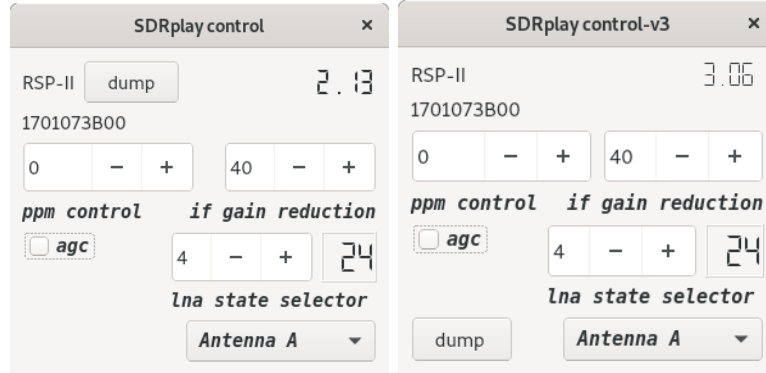 SDRplay control ×
RSP-II dump 2.13
1701073B00
0 − + 40 − +
ppm control if gain reduction
agc 4 − + 24
lna state selector
Antenna A
SDRplay control-v3 ×
RSP-II 3.06
1701073B00
0 − + 40 − +
ppm control if gain reduction
agc 4 − + 24
lna state selector
dump Antenna A